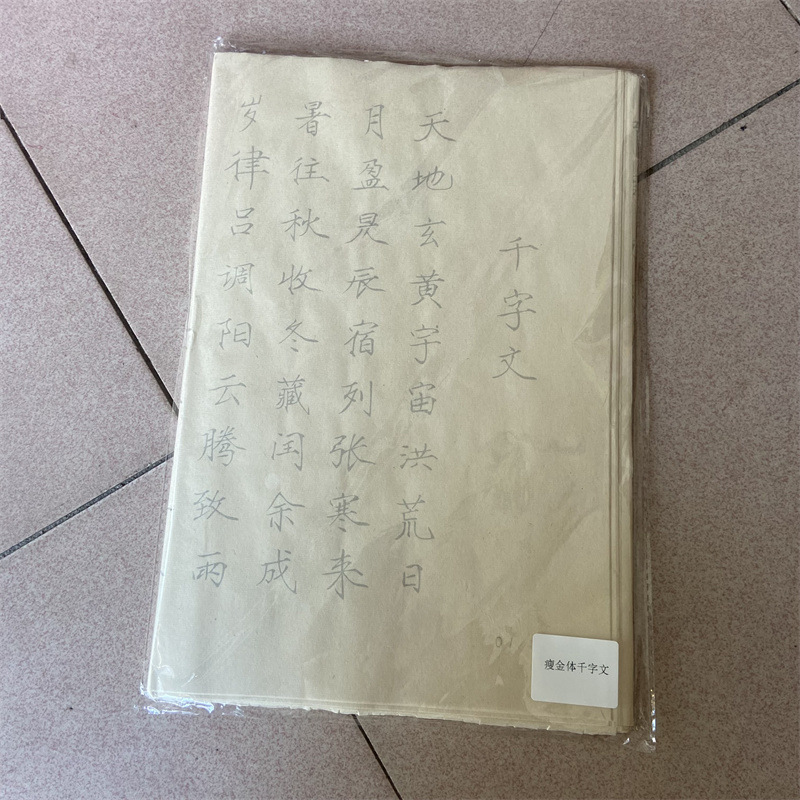 千字文
天地玄黄宇宙洪荒日
月盈昃辰宿列张寒来
暑往秋收冬藏闰余成
岁律吕调阳云腾致雨
01
瘦金体千字文